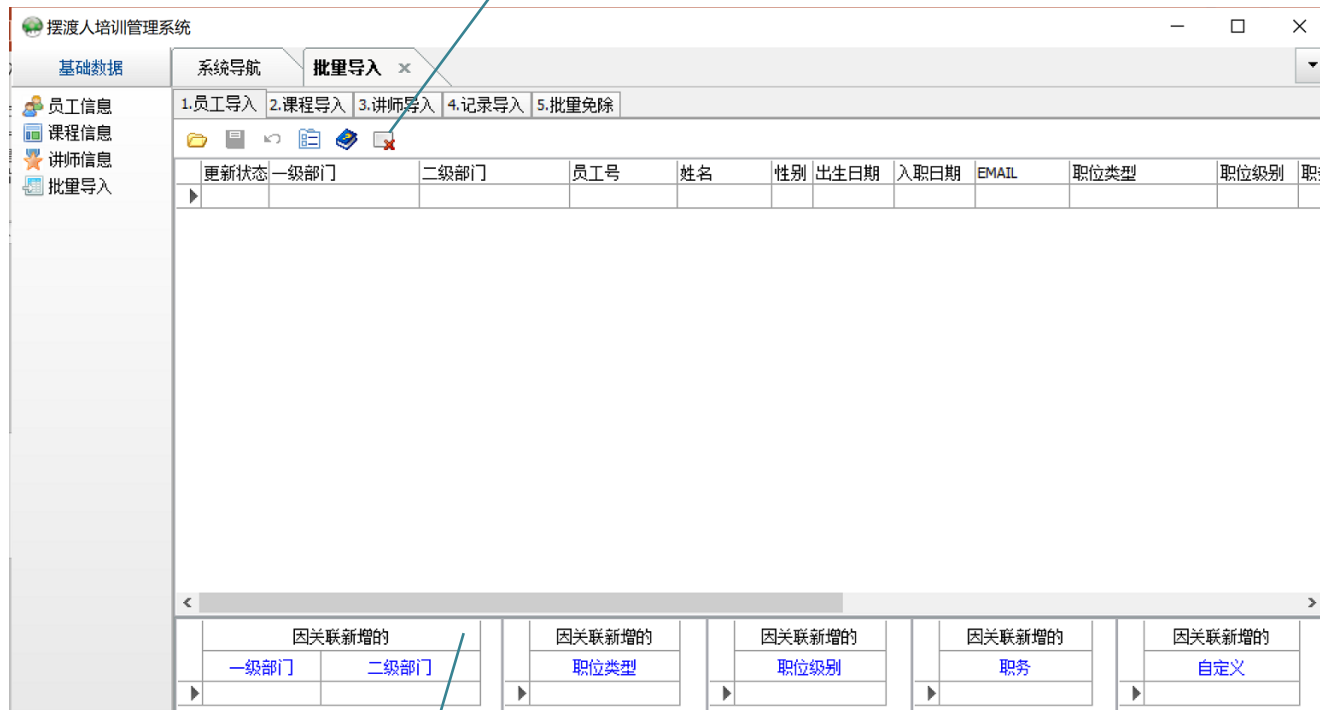 摆渡人培训管理系统
基础数据
系统导航 批量导入
员工信息
课程信息
讲师信息
批量导入
1.员工导入 2.课程导入 3.讲师导入 4.记录导入 5.批量免除
更新状态 一级部门 二级部门 员工号 姓名 性别 出生日期 入职日期 EMAIL 职位类型 职位级别 职
因关联新增的 因关联新增的 因关联新增的 因关联新增的 因关联新增的
一级部门 二级部门 职位类型 职位级别 职务 自定义